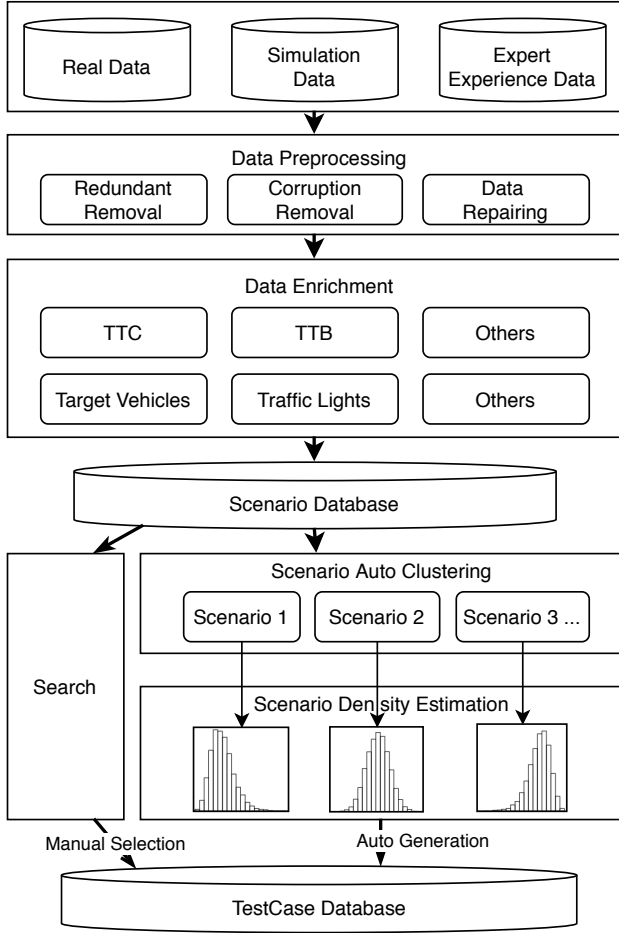 Real Data
Simulation
Data
Expert
Experience Data
Data Preprocessing
Redundant
Removal
Corruption
Removal
Data
Repairing
Data Enrichment
TTC
TTB
Others
Target Vehicles
Traffic Lights
Others
Scenario Database
Search
Scenario Auto Clustering
Scenario 1
Scenario 2
Scenario 3 ...
Scenario Density Estimation
Manual Selection
Auto Generation
TestCase Database